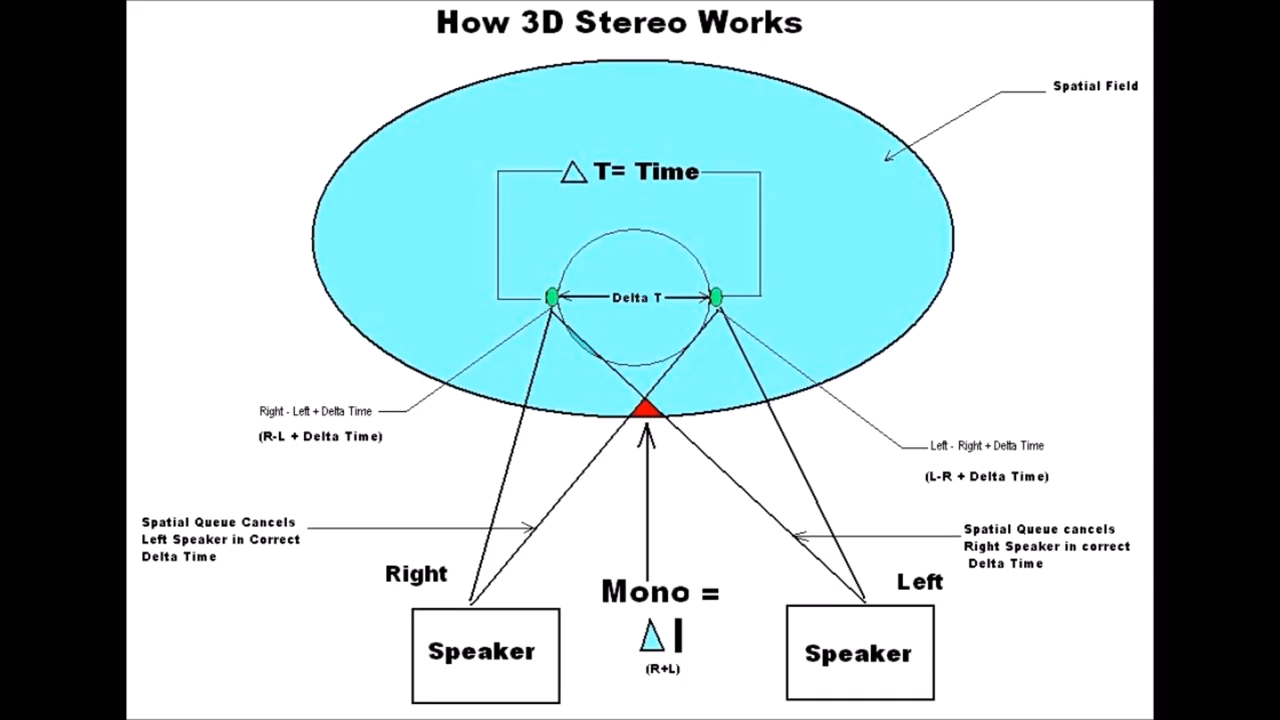 How 3D Stereo Works
Spatial Field
△ T= Time
Delta T
Right - Left + Delta Time
(R-L + Delta Time)
Left - Right + Delta Time
(L-R + Delta Time)
Spatial Queue Cancels
Left Speaker in Correct
Delta Time
Spatial Queue cancels
Right Speaker in correct
Delta Time
Right
Mono =
△ |
(R+L)
Left
Speaker
Speaker